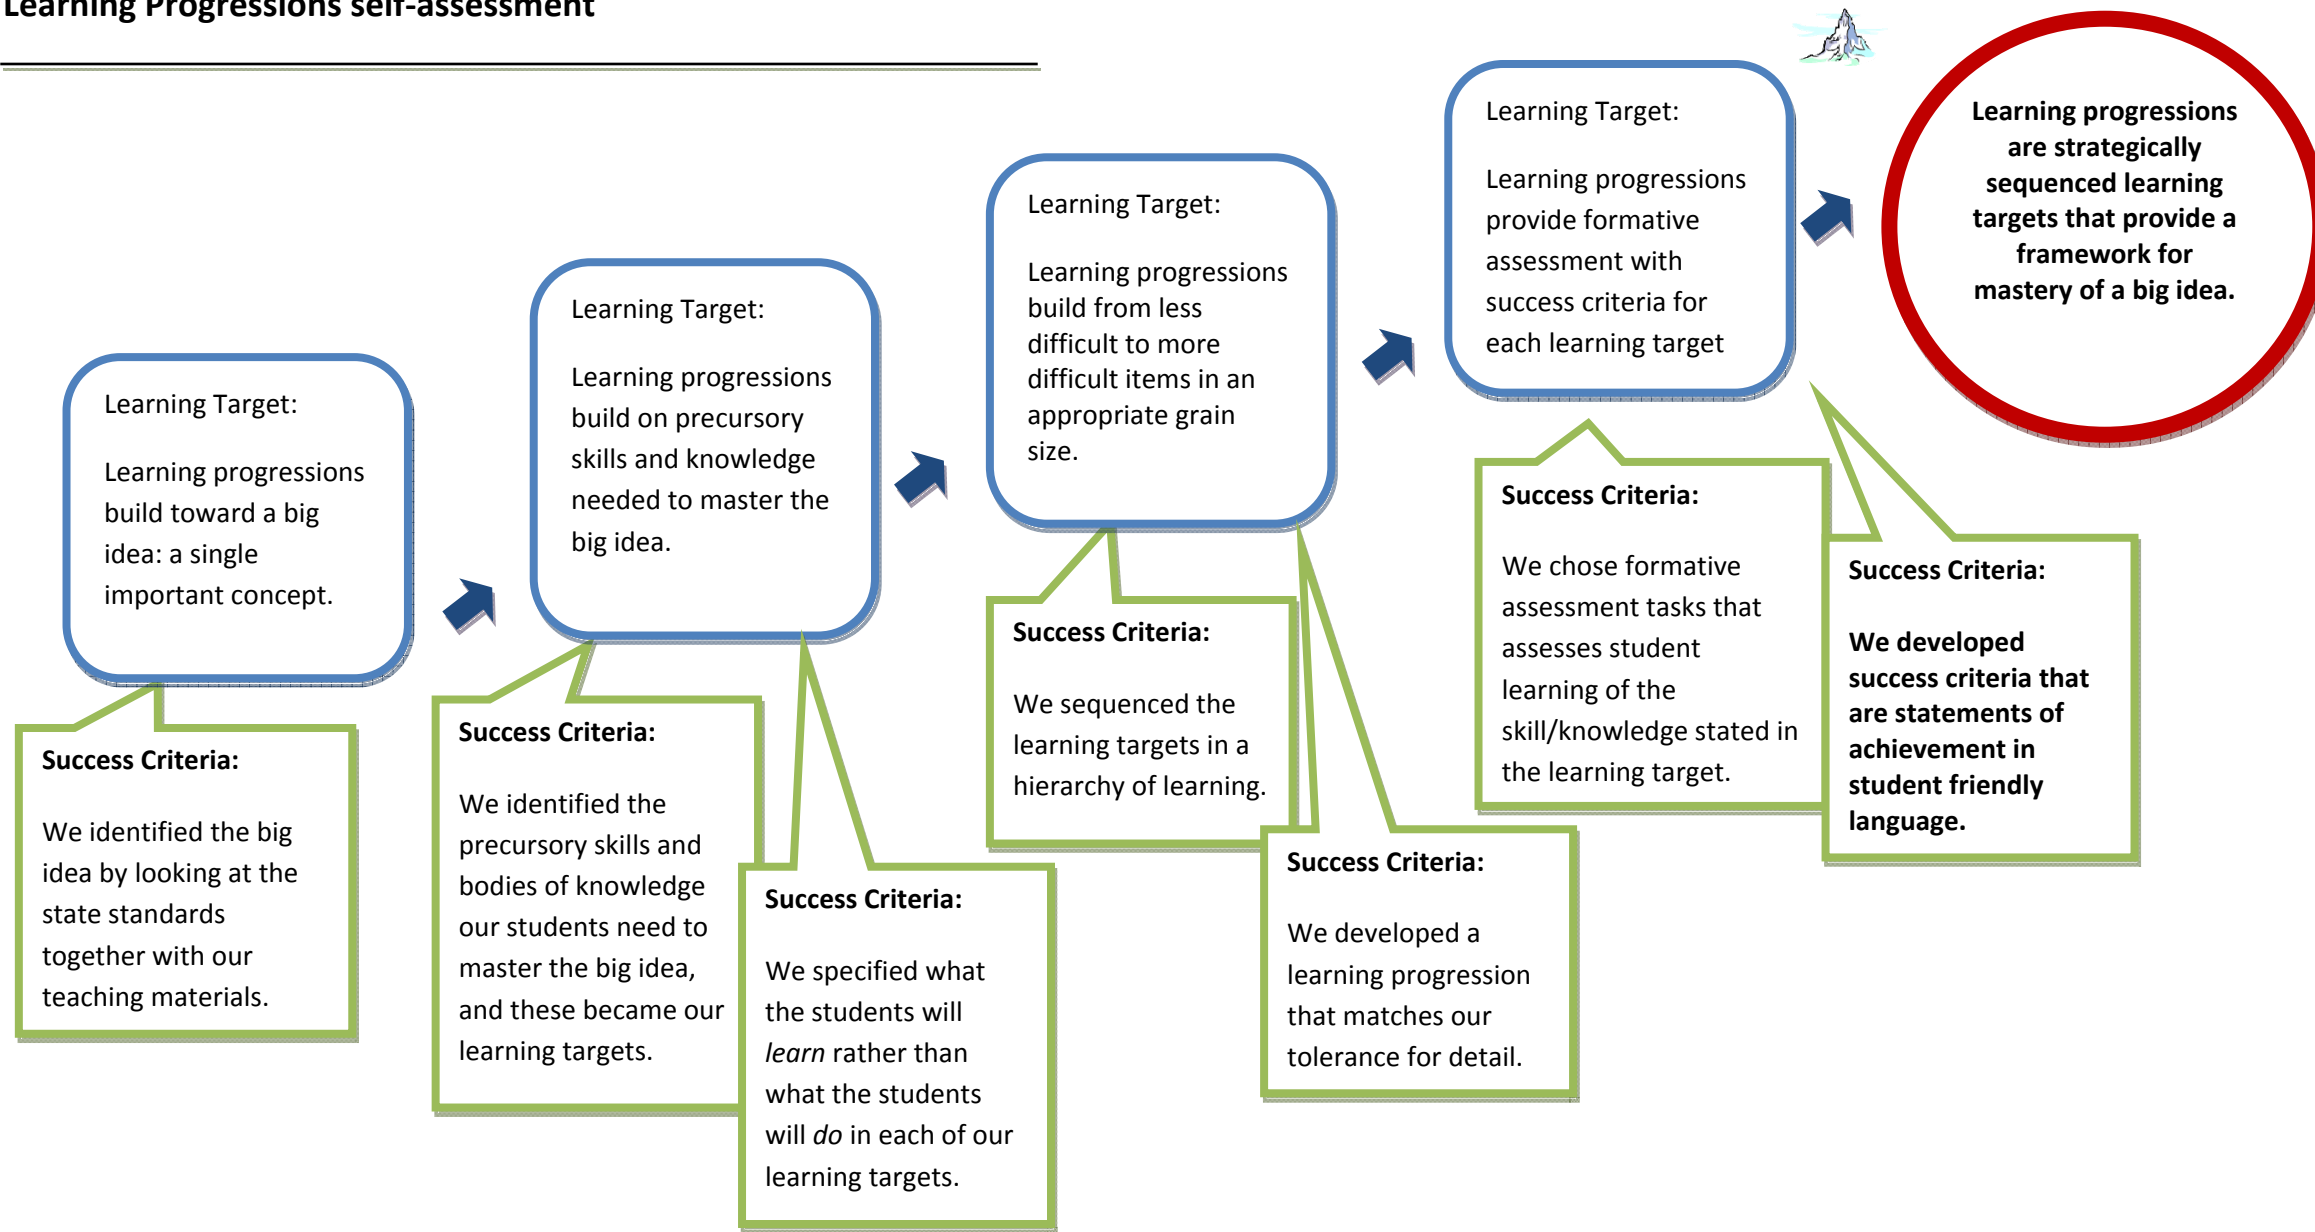 Learning Progressions self-assessment
Learning Target:
Learning progressions
build toward a big
idea: a single
important concept.
Success Criteria:
We identified the big
idea by looking at the
state standards
together with our
teaching materials.
Learning Target:
Learning progressions
build on precursory
skills and knowledge
needed to master the
big idea.
Success Criteria:
We identified the
precursory skills and
bodies of knowledge
our students need to
master the big idea,
and these became our
learning targets.
Success Criteria:
We specified what
the students will
learn rather than
what the students
will do in each of our
learning targets.
Learning Target:
Learning progressions
build from less
difficult to more
difficult items in an
appropriate grain
size.
Success Criteria:
We sequenced the
learning targets in a
hierarchy of learning.
Success Criteria:
We developed a
learning progression
that matches our
tolerance for detail.
Learning Target:
Learning progressions
provide formative
assessment with
success criteria for
each learning target
Success Criteria:
We chose formative
assessment tasks that
assesses student
learning of the
skill/knowledge stated in
the learning target.
Success Criteria:
We developed
success criteria that
are statements of
achievement in
student friendly
language.
Learning progressions
are strategically
sequenced learning
targets that provide a
framework for
mastery of a big idea.